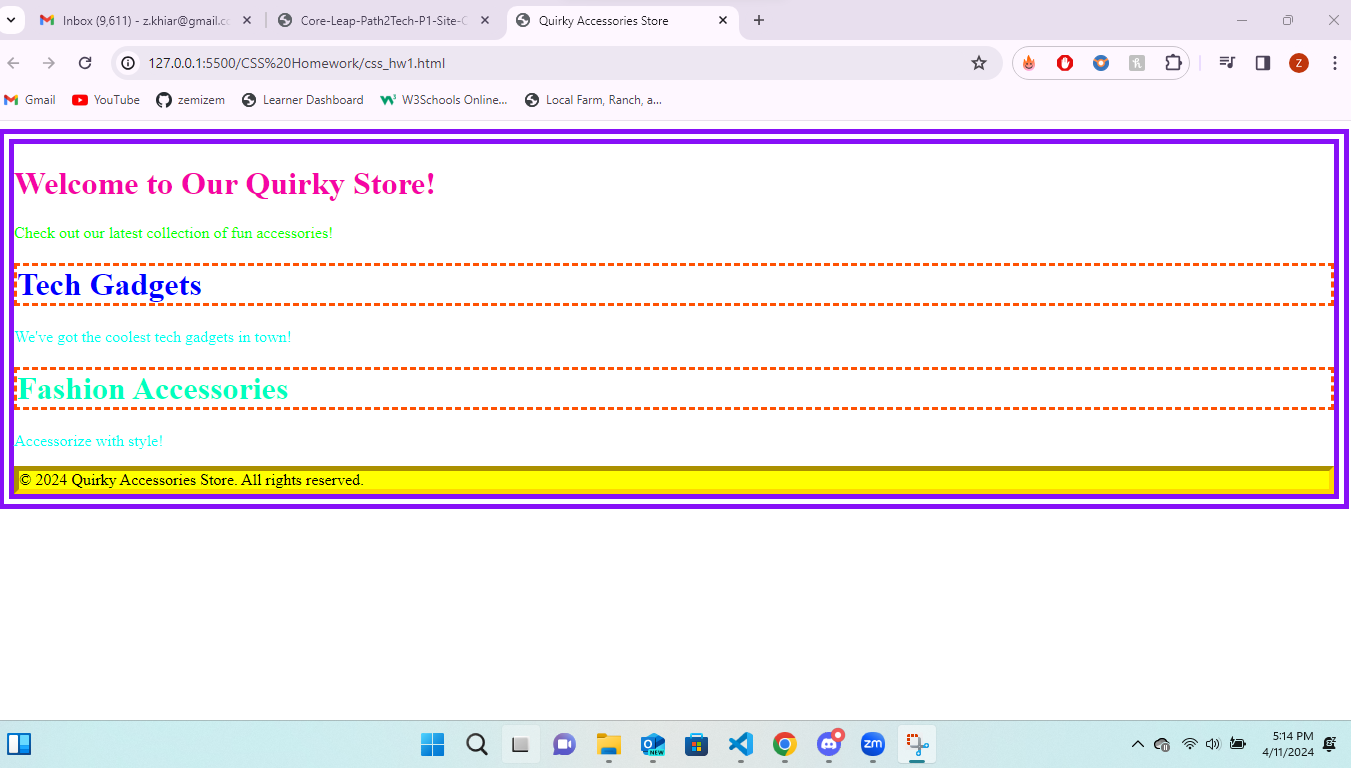 Inbox (9,611) - z.khiar@gmail.co
Core-Leap-Path2Tech-P1-Site-C
Quirky Accessories Store
127.0.0.1:5500/CSS%20Homework/css_hw1.html
Z
Gmail
YouTube
zemizem
Learner Dashboard
W3Schools Online...
Local Farm, Ranch, a...
Welcome to Our Quirky Store!
Check out our latest collection of fun accessories!
Tech Gadgets
We've got the coolest tech gadgets in town!
Fashion Accessories
Accessorize with style!
© 2024 Quirky Accessories Store. All rights reserved.
NEW
zm
5:14 PM
4/11/2024